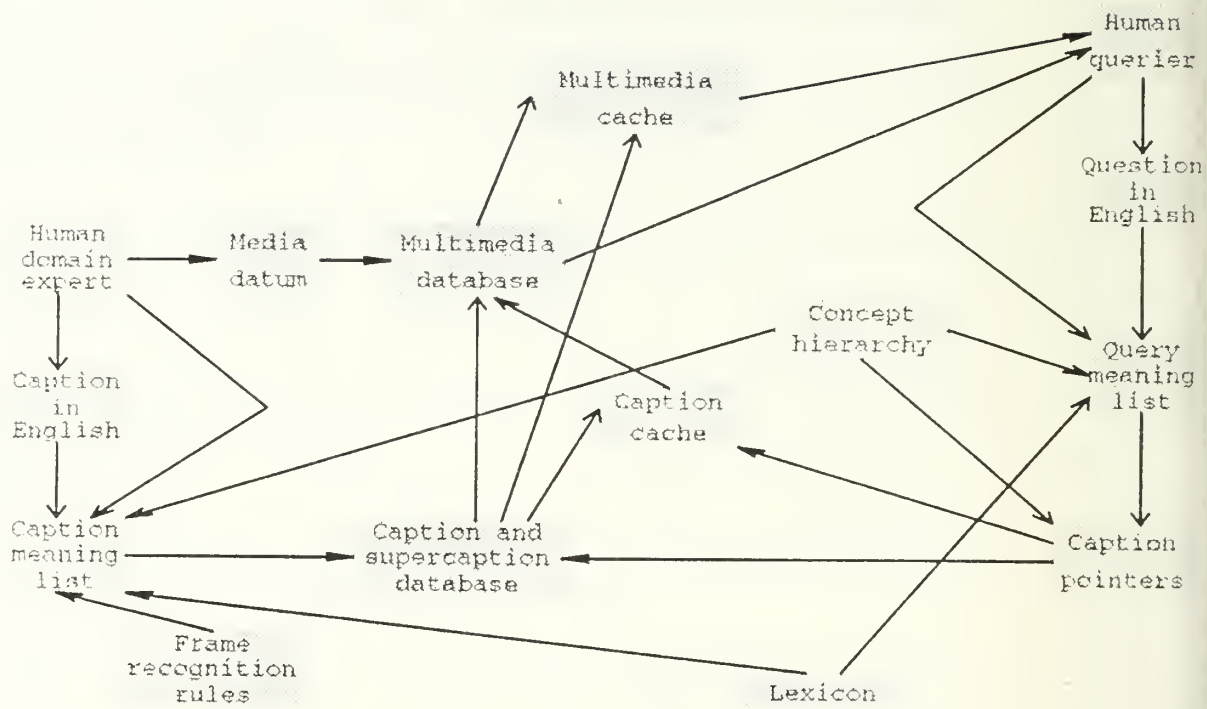 Human
querier
Multimedia
cache
Question
in
English
Human
domain
expert
Media
datum
Multimedia
database
Concept
hierarchy
Query
meaning
list
Caption
in
English
Caption
cache
Caption
meaning
list
Caption and
supercaption
database
Caption
pointers
Frame
recognition
rules
Lexicon